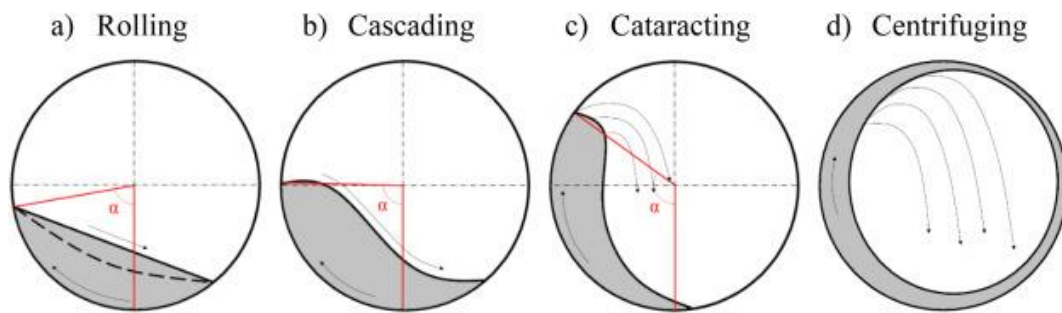 a) Rolling
b) Cascading
c) Cataracting
d) Centrifuging
α
α
α